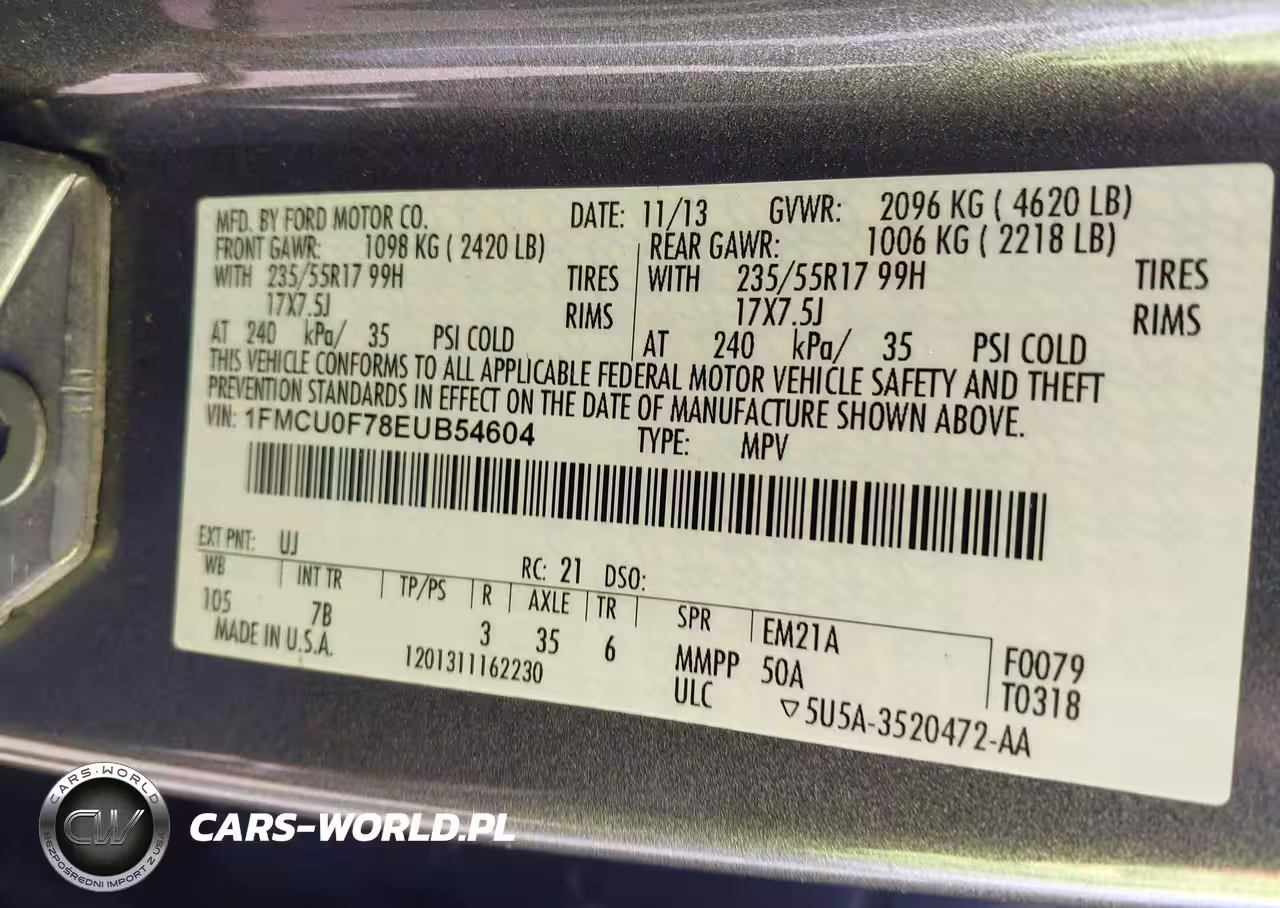 MFD. BY FORD MOTOR CO. DATE: 11/13 GVWR: 2096 KG ( 4620 LB)
FRONT GAWR: 1098 KG ( 2420 LB) REAR GAWR: 1006 KG ( 2218 LB)
WITH 235/55R17 99H TIRES WITH 235/55R17 99H TIRES
17X7.5J RIMS 17X7.5J RIMS
AT 240 kPa/ 35 PSI COLD AT 240 kPa/ 35 PSI COLD
THIS VEHICLE CONFORMS TO ALL APPLICABLE FEDERAL MOTOR VEHICLE SAFETY AND THEFT
PREVENTION STANDARDS IN EFFECT ON THE DATE OF MANUFACTURE SHOWN ABOVE.
VIN: 1FMCU0F78EUB54604 TYPE: MPV
EXT PNT: UJ RC: 21 DSO:
WB INT TR TP/PS R AXLE TR SPR EM21A F0079
105 7B 3 35 6 MMPP 50A T0318
MADE IN U.S.A. 1201311162230 ULC ▽5U5A-3520472-AA
CARS-WORLD
CW
BEZPOŚREDNI IMPORT Z USA
CARS-WORLD.PL